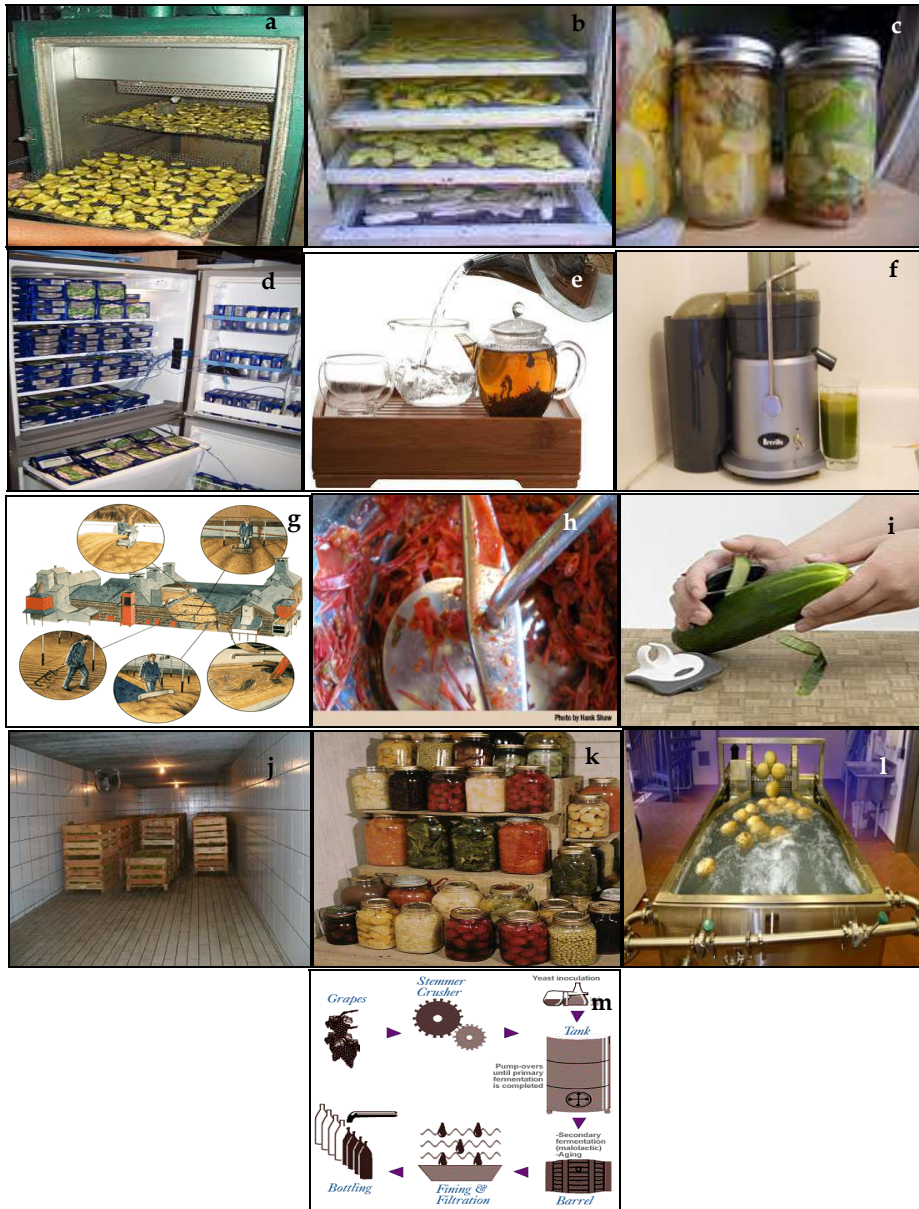 a
b
c
d
e
f
Breville
g
h
Photo by Hank Shaw
i
j
k
l
m
Yeast inoculation
Stemmer
Crusher
Grapes
Tank
Pump-overs
until primary
fermentation
is completed
-Secondary
fermentation
(malolactic)
-Aging
Barrel
Fining &
Filtration
Bottling